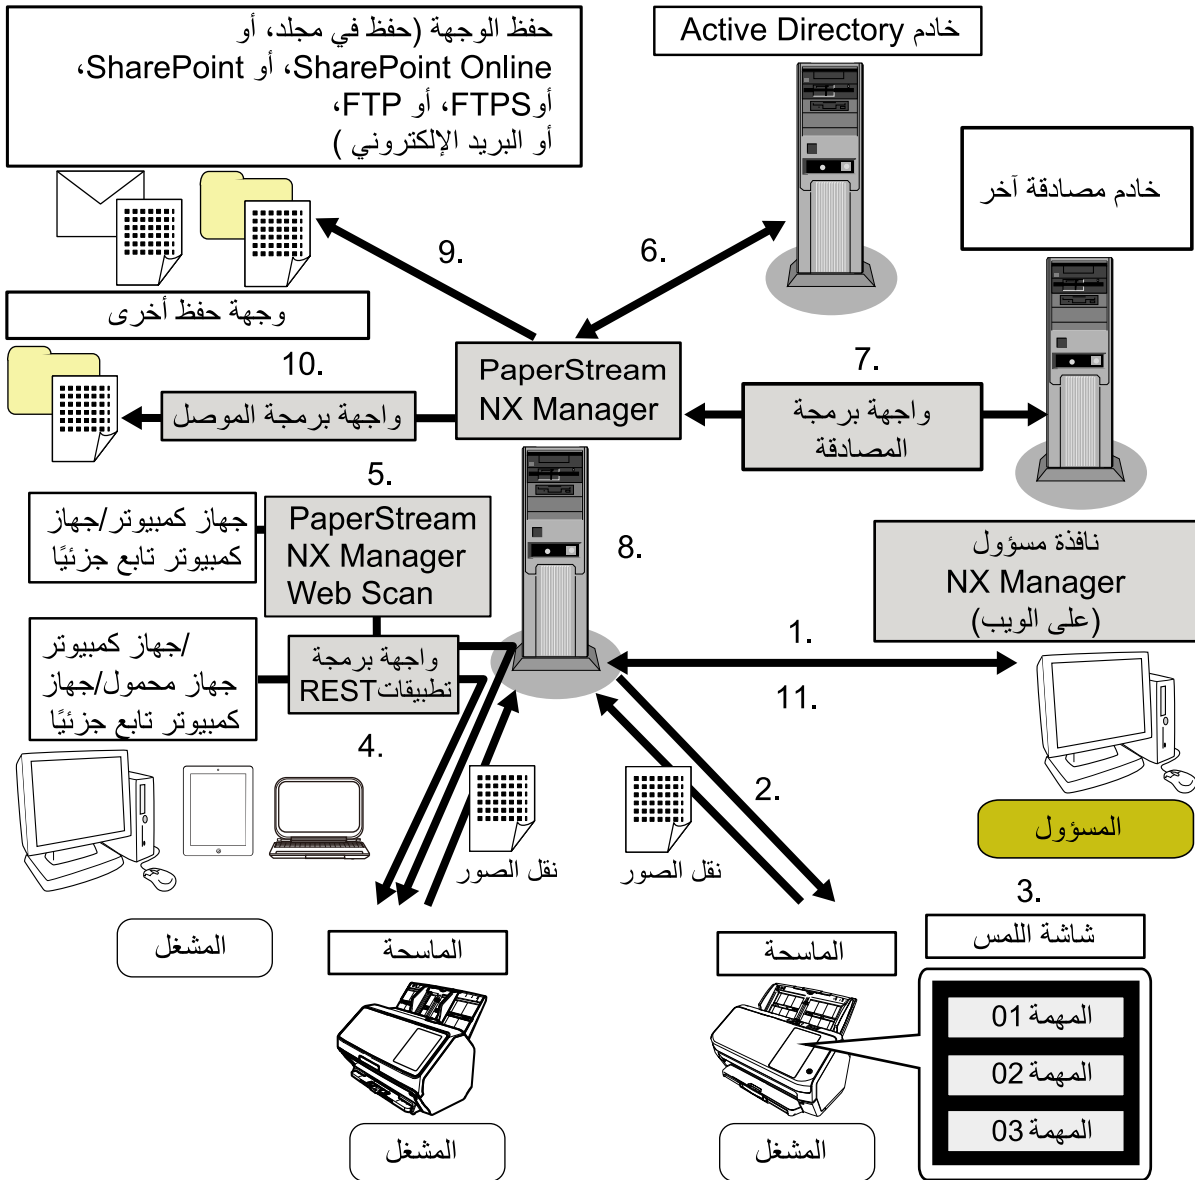 حفظ الوجهة (حفظ في مجلد، أو
SharePoint Online، أو SharePoint،
أوFTPS، أو FTP،
أو البريد الإلكتروني )
خادم Active Directory
خادم مصادقة آخر
9.
6.
وجهة حفظ أخرى
10.
واجهة برمجة الموصل
PaperStream
NX Manager
7.
واجهة برمجة
المصادقة
5.
PaperStream
NX Manager
Web Scan
جهاز كمبيوتر/جهاز
كمبيوتر تابع جزئيًا
8.
نافذة مسؤول
NX Manager
(على الويب)
جهاز كمبيوتر/
جهاز محمول/جهاز
كمبيوتر تابع جزئيًا
واجهة برمجة
تطبيقاتREST
1.
11.
4.
2.
نقل الصور
نقل الصور
المسؤول
3.
المشغل
الماسحة
الماسحة
شاشة اللمس
المهمة 01
المهمة 02
المهمة 03
المشغل
المشغل